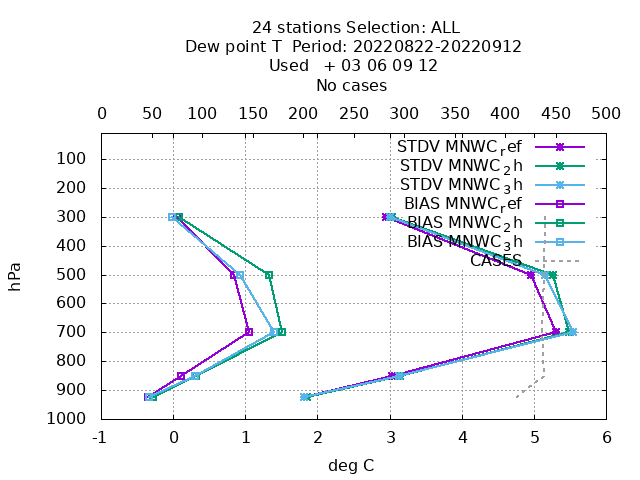 24 stations Selection: ALL
Dew point T  Period: 20220822-20220912
Used   + 03 06 09 12
No cases
0 50 100 150 200 250 300 350 400 450 500
STDV MNWC_ref
STDV MNWC_2h
STDV MNWC_3h
BIAS MNWC_ref
BIAS MNWC_2h
BIAS MNWC_3h
CASES
100
200
300
400
500
600
700
800
900
1000
hPa
-1 0 1 2 3 4 5 6
deg C